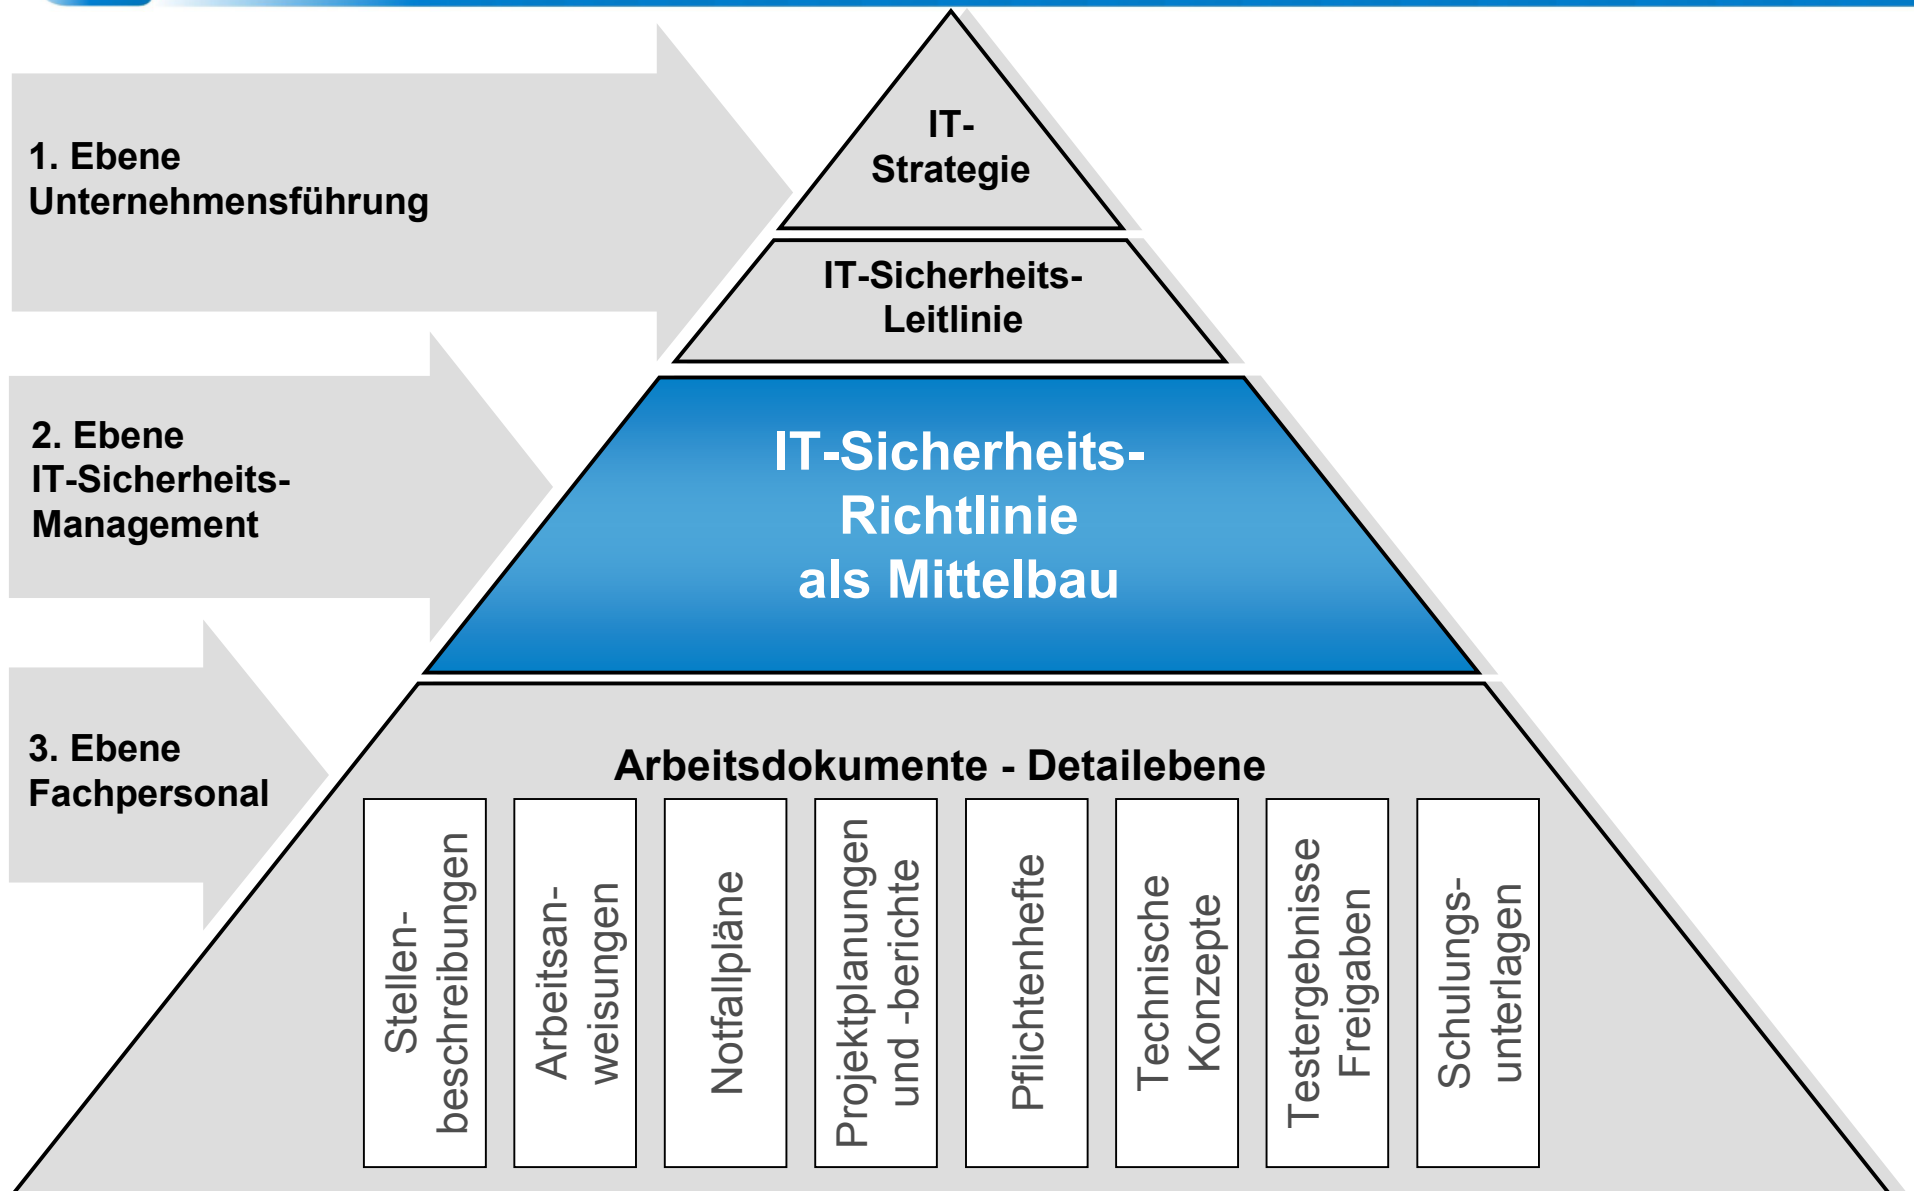 IT-
Strategie
1. Ebene
Unternehmensführung
IT-Sicherheits-
Leitlinie
2. Ebene
IT-Sicherheits-
Management
IT-Sicherheits-
Richtlinie
als Mittelbau
3. Ebene
Fachpersonal
Arbeitsdokumente - Detailebene
Stellen-
beschreibungen
Arbeitsan-
weisungen
Notfallpläne
Projektplanungen
und -berichte
Pflichtenhefte
Technische
Konzepte
Testergebnisse
Freigaben
Schulungs-
unterlagen